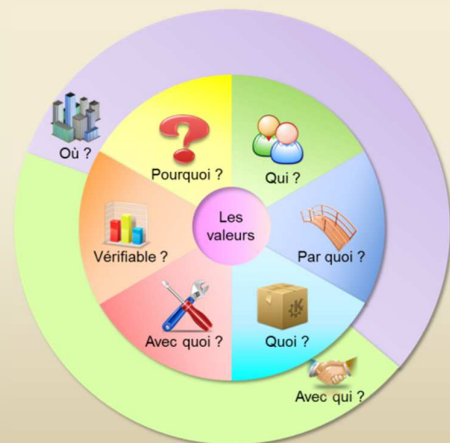 Où ?
Pourquoi ?
Qui ?
Vérifiable ?
Les
valeurs
Par quoi ?
Avec quoi ?
Quoi ?
Avec qui ?